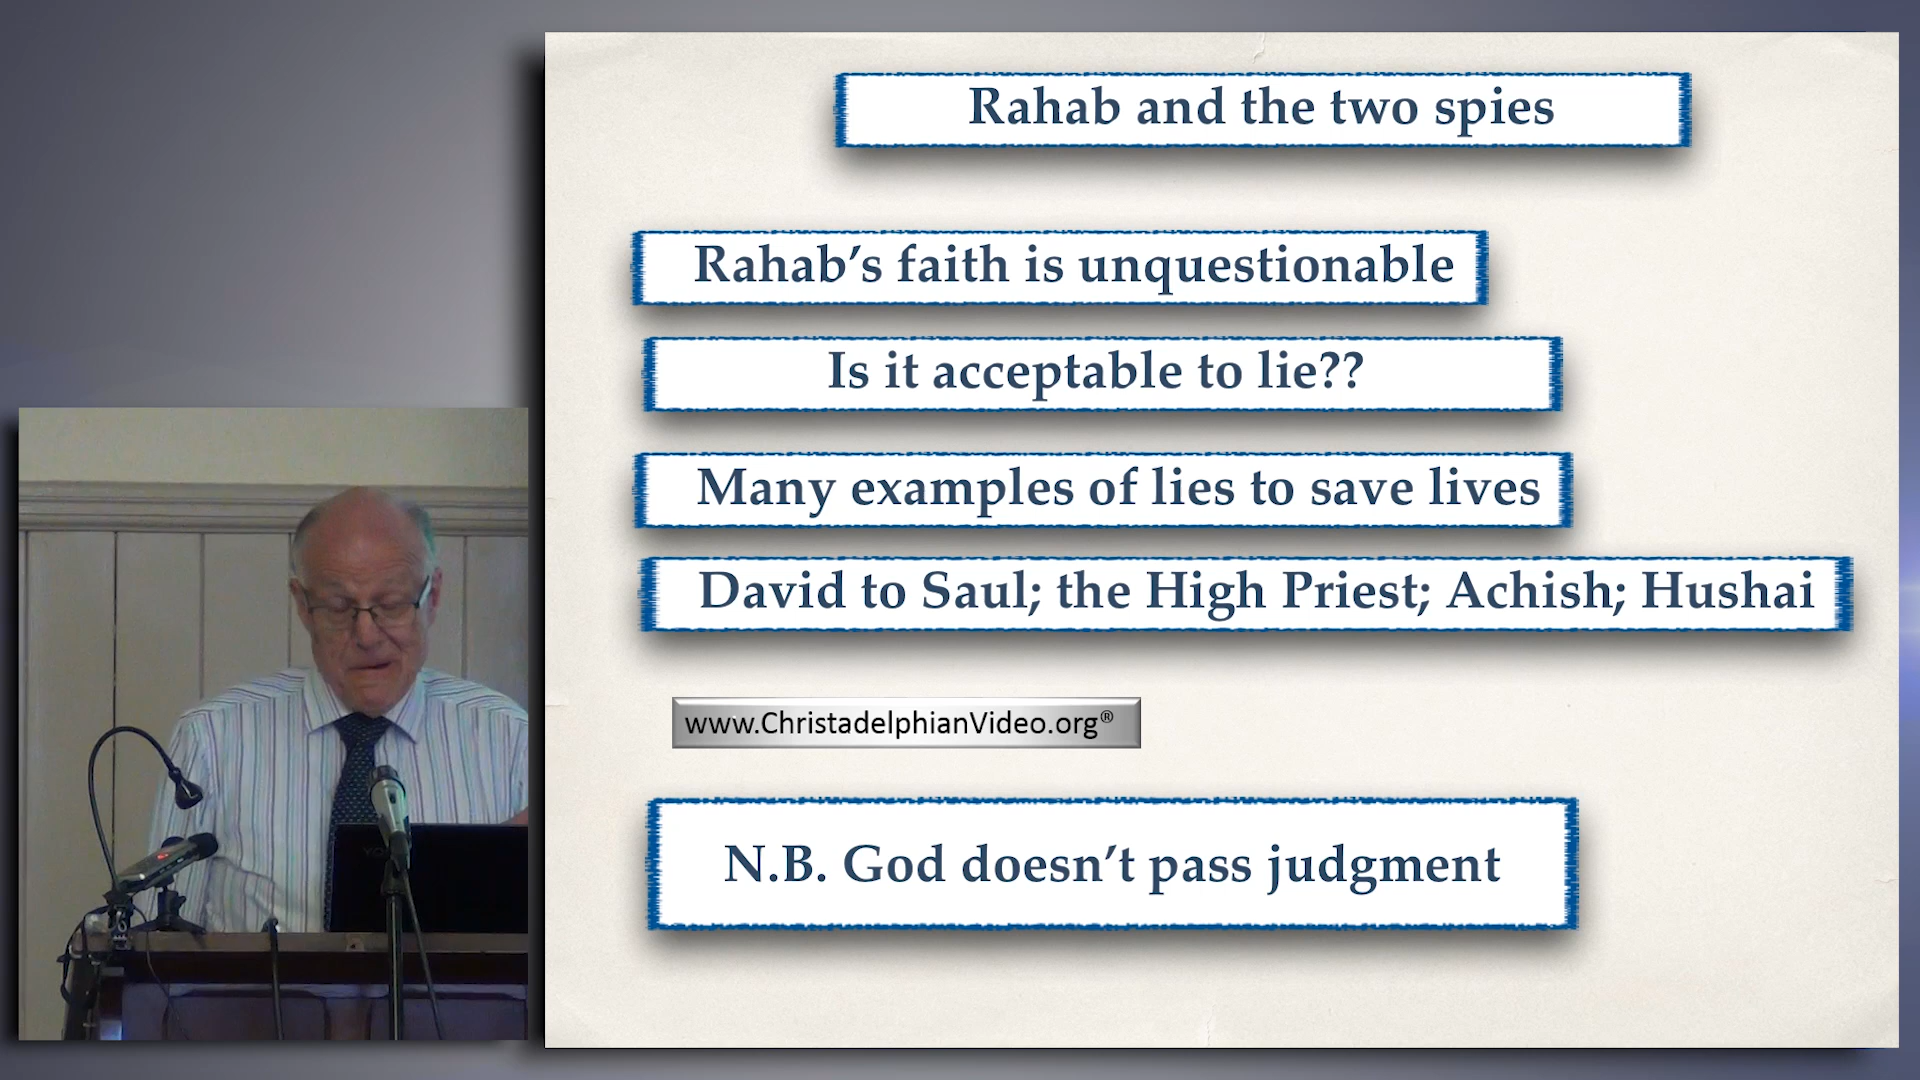 Rahab and the two spies
Rahab’s faith is unquestionable
Is it acceptable to lie??
Many examples of lies to save lives
David to Saul; the High Priest; Achish; Hushai
www.ChristadelphianVideo.org®
N.B. God doesn’t pass judgment